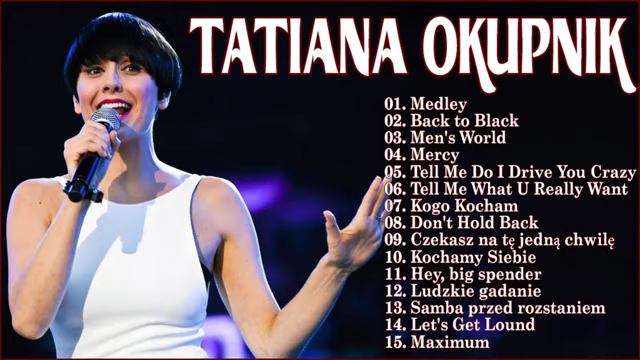 TATIANA OKUPNIK
01. Medley
02. Back to Black
03. Men's World
04. Mercy
05. Tell Me Do I Drive You Crazy
06. Tell Me What U Really Want
07. Kogo Kocham
08. Don't Hold Back
09. Czekasz na tę jedną chwilę
10. Kochamy Siebie
11. Hey, big spender
12. Ludzkie gadanie
13. Samba przed rozstaniem
14. Let's Get Lound
15. Maximum